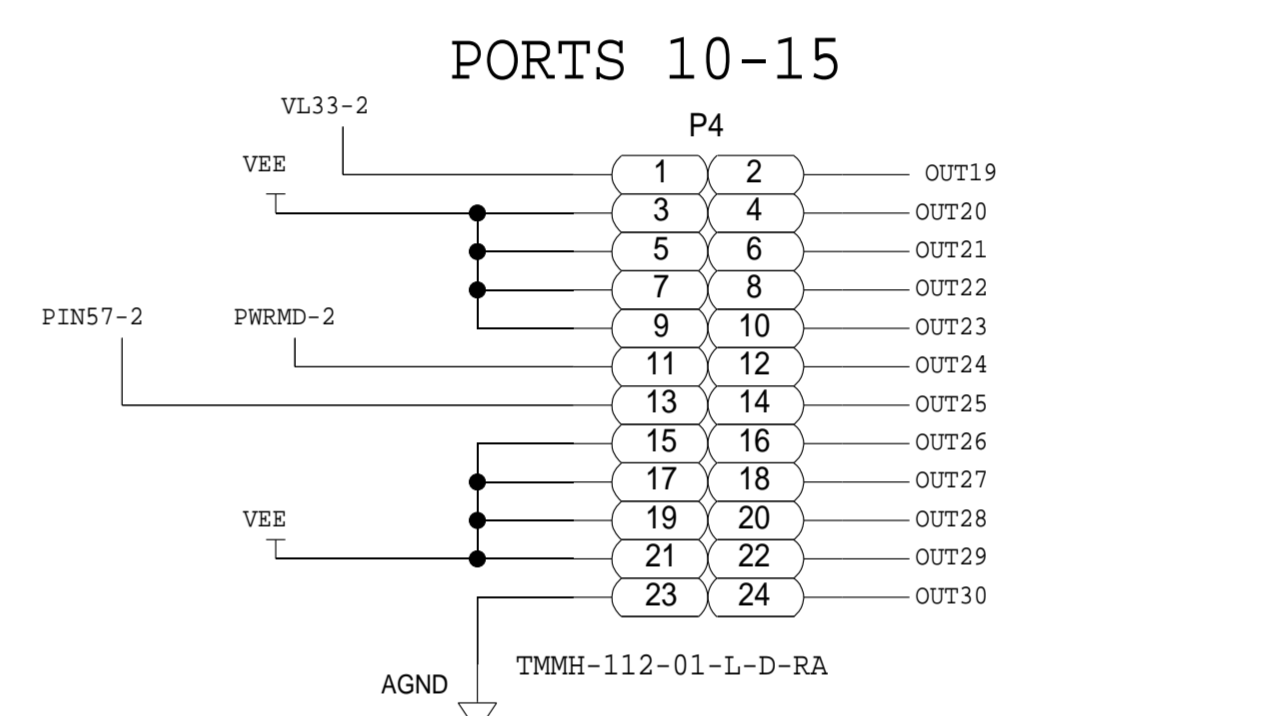 PORTS 10-15
VL33-2
P4
VEE
1 2 OUT19
3 4 OUT20
5 6 OUT21
7 8 OUT22
PIN57-2 PWRMD-2
9 10 OUT23
11 12 OUT24
13 14 OUT25
15 16 OUT26
17 18 OUT27
VEE
19 20 OUT28
21 22 OUT29
23 24 OUT30
TMMH-112-01-L-D-RA
AGND